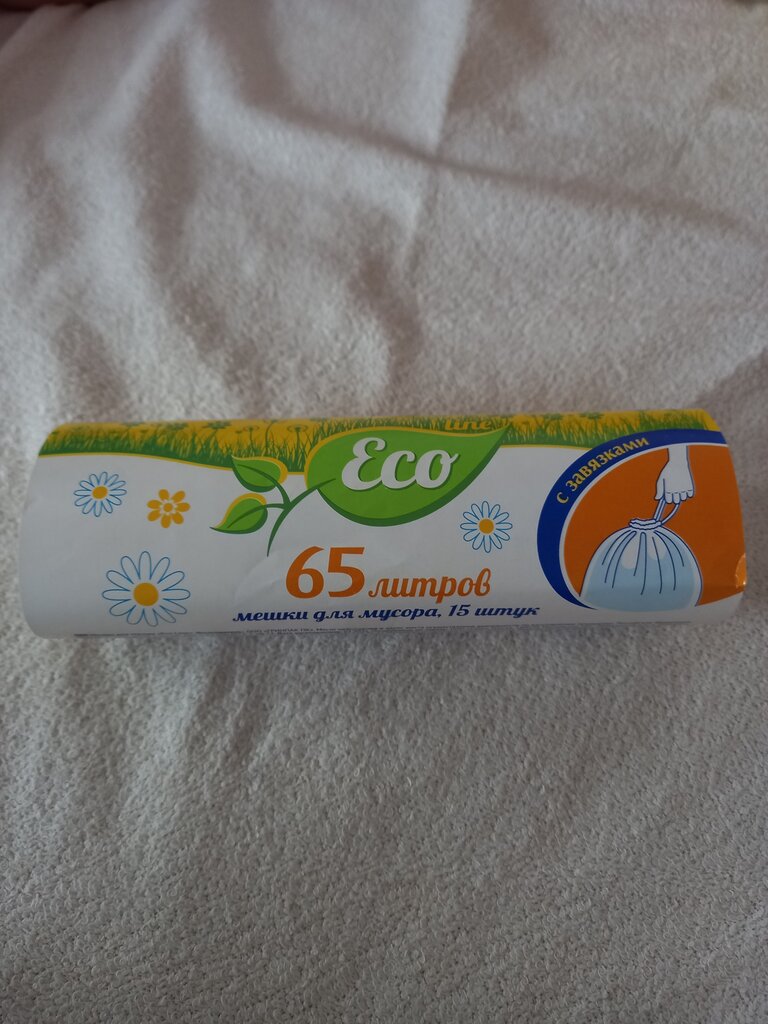 line
Eco
с завязками
65 литров
мешки для мусора, 15 штук